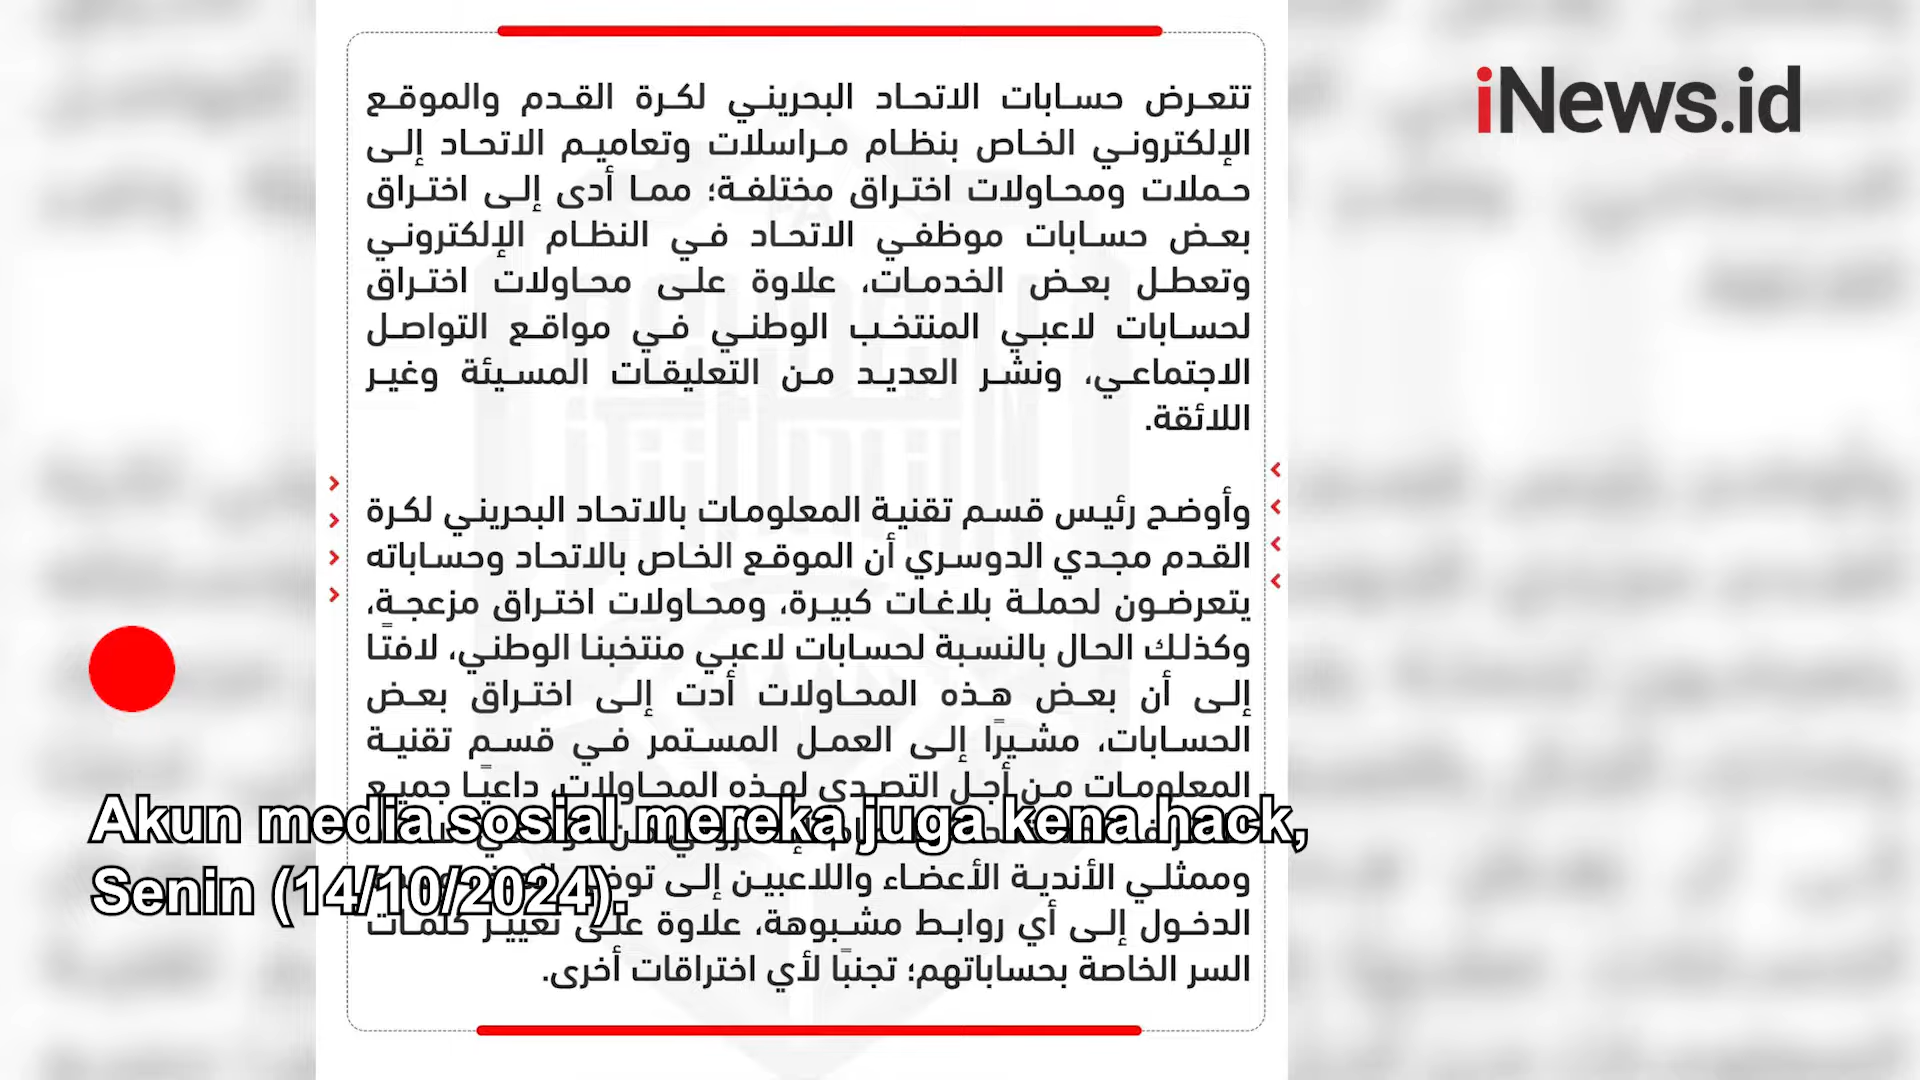 iNews.id
تتعرض حسابات الاتحاد البحريني لكرة القدم والموقع
الإلكتروني الخاص بنظام مراسلات وتعاميم الاتحاد إلى
حملات ومحاولات اختراق مختلفة؛ مما أدى إلى اختراق
بعض حسابات موظفي الاتحاد في النظام الإلكتروني
وتعطل بعض الخدمات، علاوة على محاولات اختراق
لحسابات لاعبي المنتخب الوطني في مواقع التواصل
الاجتماعي، ونشر العديد من التعليقات المسيئة وغير
اللائقة.
وأوضح رئيس قسم تقنية المعلومات بالاتحاد البحريني لكرة
القدم مجدي الدوسري أن الموقع الخاص بالاتحاد وحساباته
يتعرضون لحملة بلاغات كبيرة، ومحاولات اختراق مزعجة،
وكذلك الحال بالنسبة لحسابات لاعبي منتخبنا الوطني، لافتًا
إلى أن بعض هذه المحاولات أدت إلى اختراق بعض
الحسابات، مشيرًا إلى العمل المستمر في قسم تقنية
المعلومات من أجل التصدي لهذه المحاولات، داعيًا جميع
وممثلي الأندية الأعضاء واللاعبين إلى
الدخول إلى أي روابط مشبوهة، علاوة على تغيير كلمات
السر الخاصة بحساباتهم؛ تجنبًا لأي اختراقات أخرى.
Akun media sosial mereka juga kena hack,
Senin (14/10/2024).